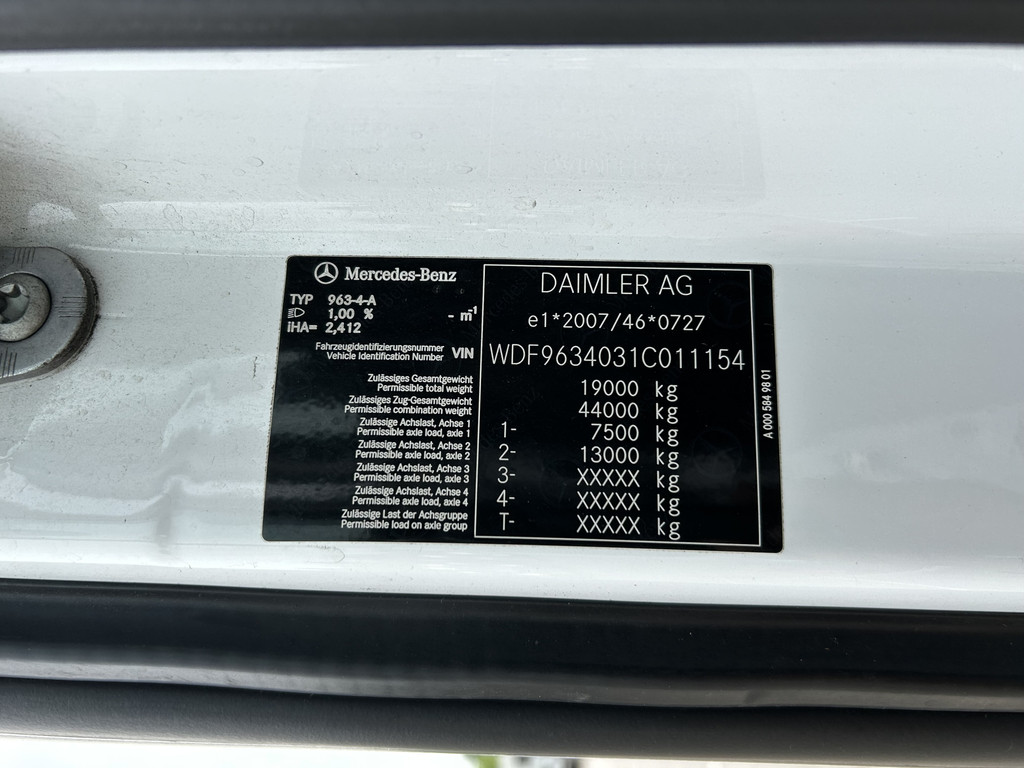 Mercedes-Benz
TYP 963-4-A
1,00 % - m⁻¹
iHA= 2,412
DAIMLER AG
e1*2007/46*0727
Fahrzeugidentifizierungsnummer
Vehicle Identification Number VIN WDF9634031C011154
Zulässiges Gesamtgewicht
Permissible total weight 19000 kg
Zulässiges Zug-Gesamtgewicht
Permissible combination weight 44000 kg
Zulässige Achslast, Achse 1
Permissible axle load, axle 1 1- 7500 kg
Zulässige Achslast, Achse 2
Permissible axle load, axle 2 2- 13000 kg
Zulässige Achslast, Achse 3
Permissible axle load, axle 3 3- XXXXX kg
Zulässige Achslast, Achse 4
Permissible axle load, axle 4 4- XXXXX kg
Zulässige Last der Achsgruppe
Permissible load on axle group T- XXXXX kg
A 000 584 98 01